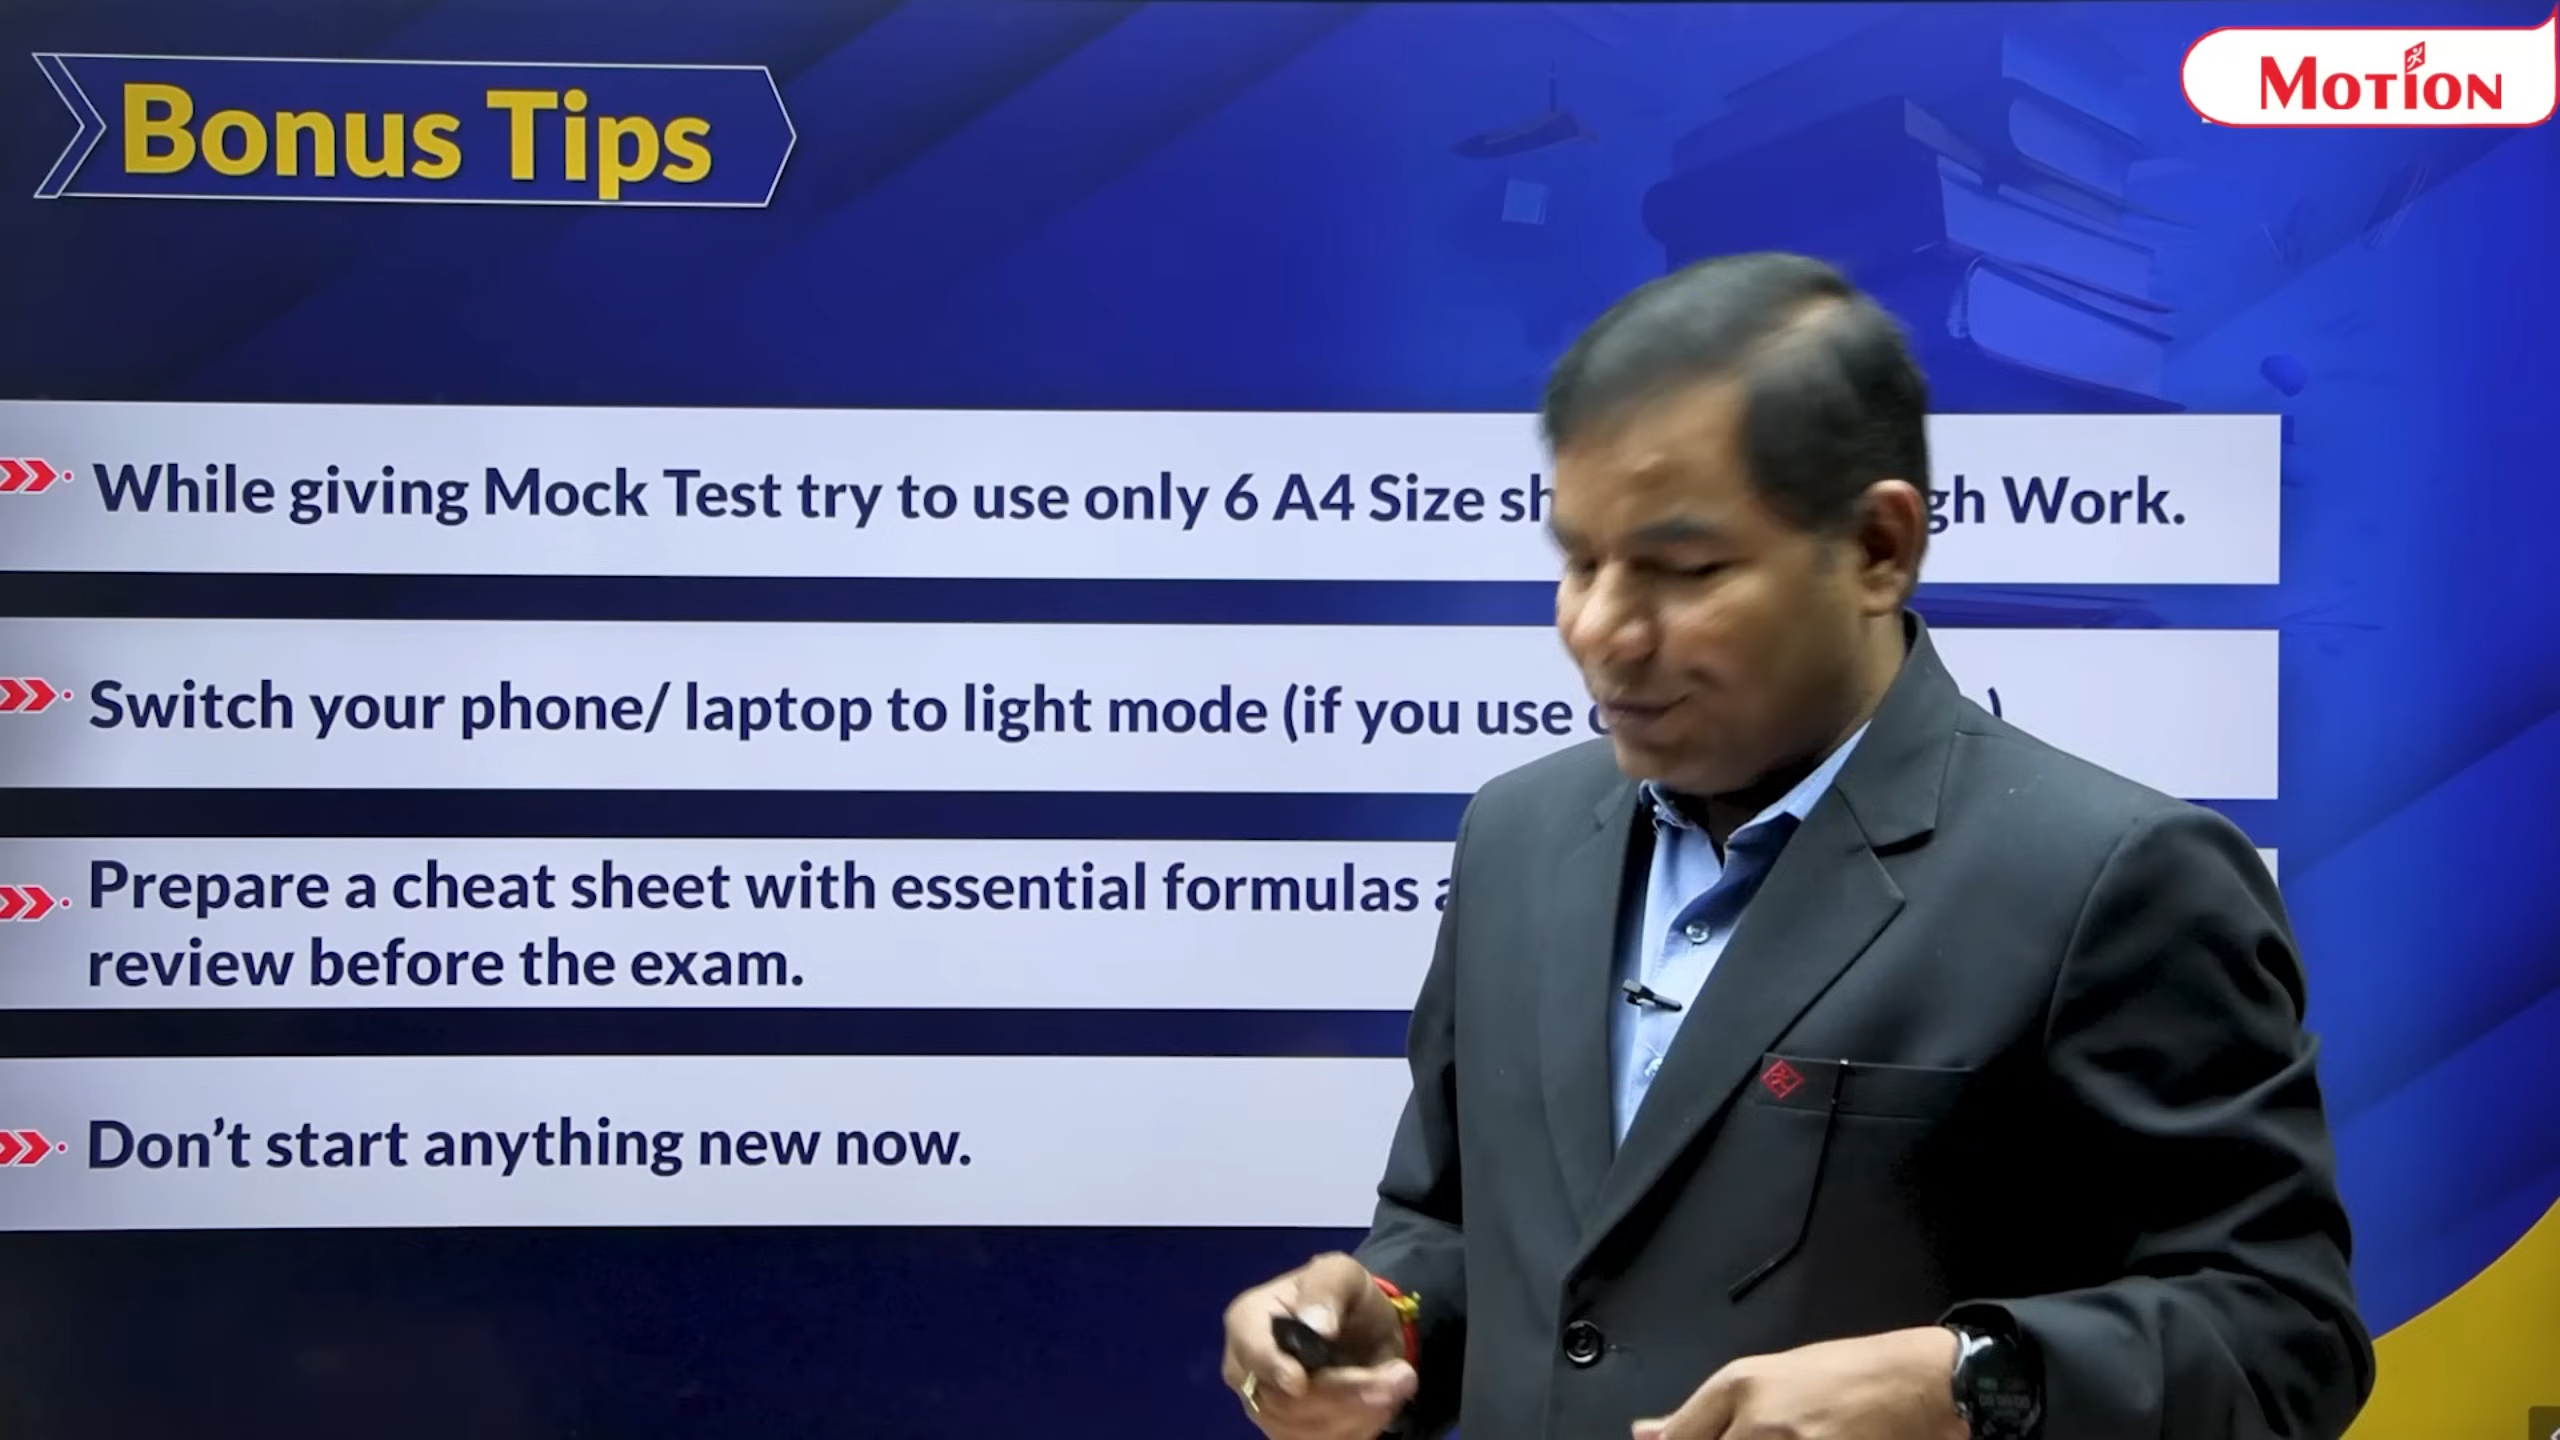 Bonus Tips
MOTION
While giving Mock Test try to use only 6 A4 Size Work.
Switch your phone/ laptop to light mode (if you use )
Prepare a cheat sheet with essential formulas
review before the exam.
Don't start anything new now.